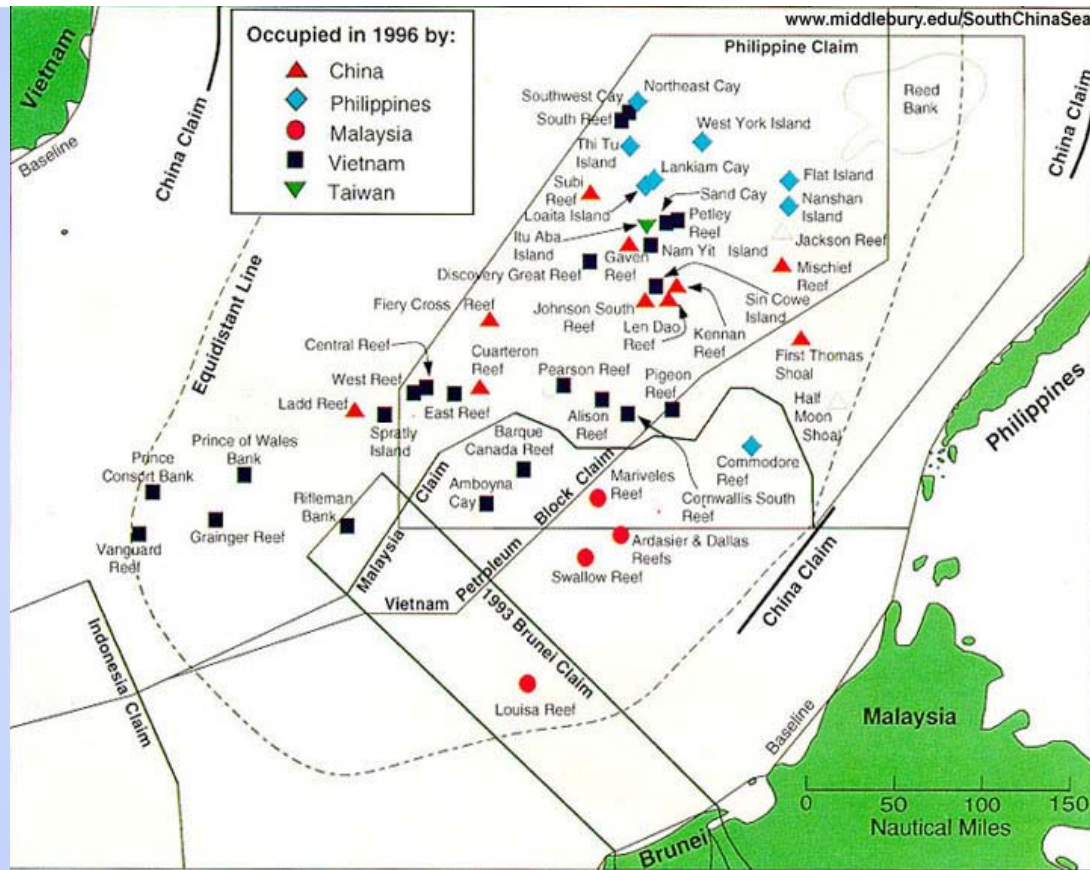 www.middlebury.edu/SouthChinaSea
Vietnam
Baseline
China Claim
Occupied in 1996 by:
China
Philippines
Malaysia
Vietnam
Taiwan
Philippine Claim
Reed
Bank
China Claim
Southwest Cay
Northeast Cay
South Reef
West York Island
Thi Tu
Island
Lankiam Cay
Flat Island
Subi
Reef
Sand Cay
Nanshan
Island
Loaita Island
Petley
Reef
Itu Aba
Island
Jackson Reef
Gaven
Reef
Nam Yit Island
Mischief
Reef
Discovery Great Reef
Sin Cowe
Island
Fiery Cross Reef
Johnson South
Reef
Len Dao
Reef
Kennan
Reef
First Thomas
Shoal
Equidistant Line
Central Reef
Cuarteron
Reef
Pearson Reef
Pigeon
Reef
West Reef
East Reef
Ladd Reef
Spratly
Island
Alison
Reef
Half
Moon
Shoal
Philippines
Prince of Wales
Bank
Barque
Canada Reef
Prince
Consort Bank
Mariveles
Reef
Commodore
Reef
Amboyna
Cay
Rifleman
Bank
Cornwallis South
Reef
Grainger Reef
Vanguard
Reef
Ardasier & Dallas
Reefs
Swallow Reef
Malaysia Claim
Vietnam Petrpleum Block Claim
China Claim
1993 Brunei Claim
Indonesia Claim
Louisa Reef
Baseline
Malaysia
Brunei
0 50 100 150
Nautical Miles